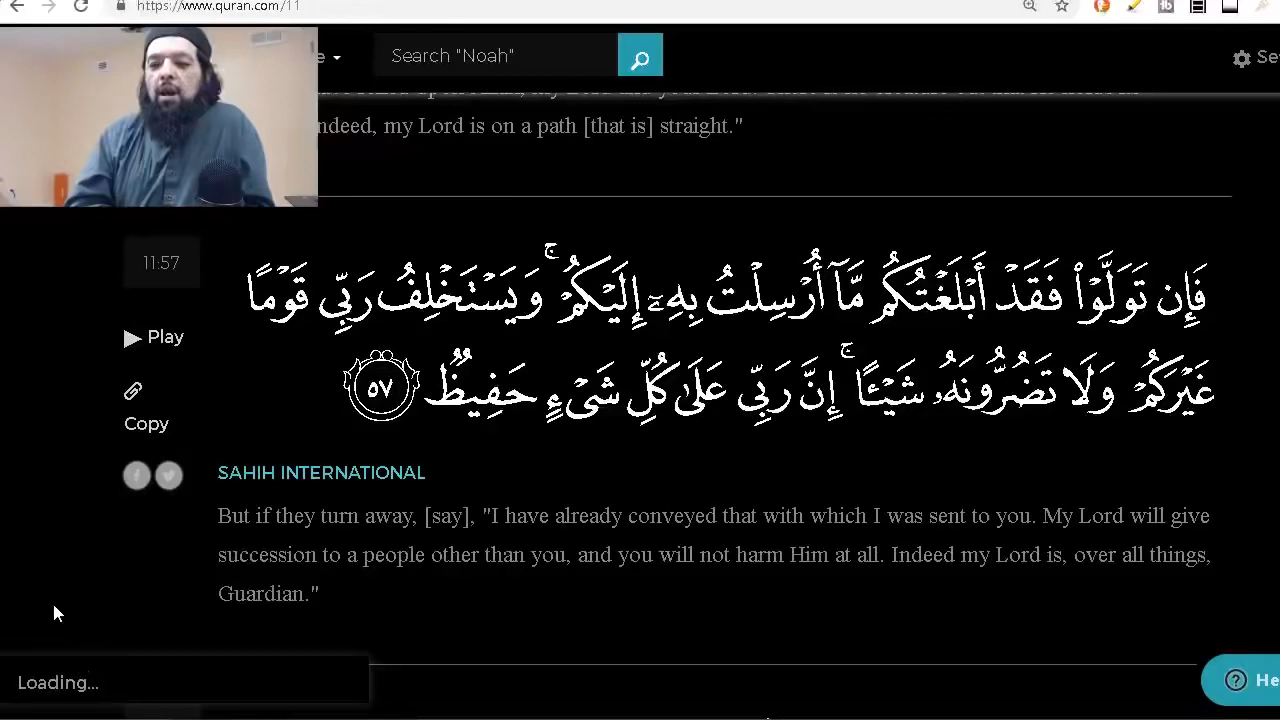 https://www.quran.com/11
e
Search "Noah"
Se
ndeed, my Lord is on a path [that is] straight."
11:57
فَإِن تَوَلَّوْا۟ فَقَدْ أَبْلَغْتُكُم مَّآ أُرْسِلْتُ بِهِۦٓ إِلَيْكُمْ ۚ وَيَسْتَخْلِفُ رَبِّى قَوْمًا
غَيْرَكُمْ وَلَا تَضُرُّونَهُۥ شَيْـًٔا ۚ إِنَّ رَبِّى عَلَىٰ كُلِّ شَىْءٍ حَفِيظٌ ٥٧
Play
Copy
SAHIH INTERNATIONAL
But if they turn away, [say], "I have already conveyed that with which I was sent to you. My Lord will give
succession to a people other than you, and you will not harm Him at all. Indeed my Lord is, over all things,
Guardian."
Loading...
He